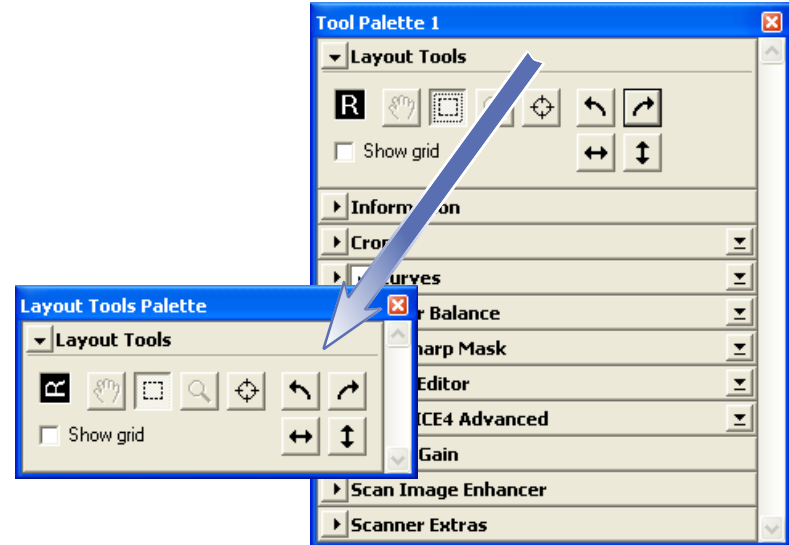 Tool Palette 1
Layout Tools
R
Show grid
Information
Curves
Balance
Mask
Editor
ICE4 Advanced
Gain
Scan Image Enhancer
Scanner Extras
Layout Tools Palette
Layout Tools
R
Show grid